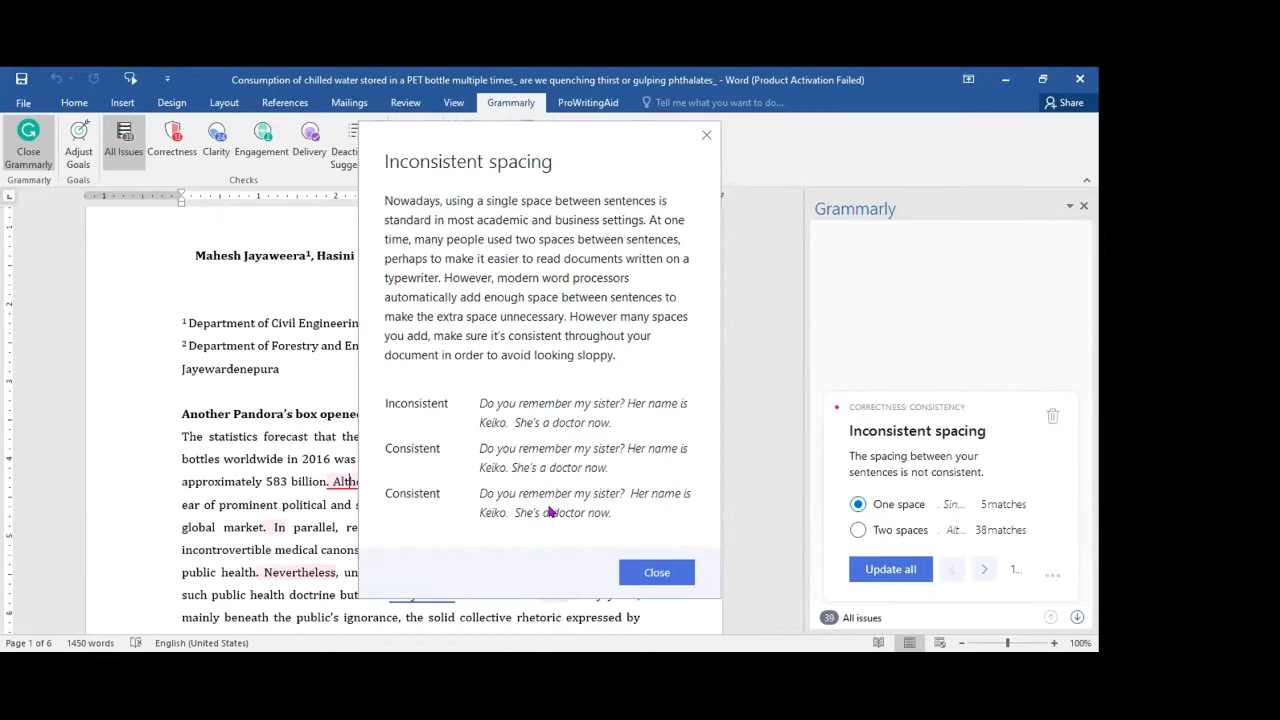 Consumption of chilled water stored in a PET bottle multiple times_ are we quenching thirst or gulping phthalates_ - Word (Product Activation Failed)
File Home Insert Design Layout References Mailings Review View Grammarly ProWritingAid Tell me what you want to do... Share
Close Grammarly
Adjust Goals
All Issues
Correctness
Clarity
Engagement
Delivery
Deacti
Sugge
Grammarly Goals Checks
Mahesh Jayaweera¹, Hasini
¹ Department of Civil Engineerin
² Department of Forestry and En
Jayewardenepura
Another Pandora's box opene
The statistics forecast that the
bottles worldwide in 2016 was
approximately 583 billion. Altho
ear of prominent political and s
global market. In parallel, re
incontrovertible medical canons
public health. Nevertheless, un
such public health doctrine but
mainly beneath the public's ignorance, the solid collective rhetoric expressed by
Inconsistent spacing
Nowadays, using a single space between sentences is
standard in most academic and business settings. At one
time, many people used two spaces between sentences,
perhaps to make it easier to read documents written on a
typewriter. However, modern word processors
automatically add enough space between sentences to
make the extra space unnecessary. However many spaces
you add, make sure it's consistent throughout your
document in order to avoid looking sloppy.
Inconsistent Do you remember my sister? Her name is
Keiko.  She's a doctor now.
Consistent Do you remember my sister? Her name is
Keiko. She's a doctor now.
Consistent Do you remember my sister?  Her name is
Keiko.  She's a doctor now.
Close
Grammarly
CORRECTNESS: CONSISTENCY
Inconsistent spacing
The spacing between your
sentences is not consistent.
One space . Sin... 5 matches
Two spaces . Alt... 38 matches
Update all 1...
39 All issues
Page 1 of 6 1450 words English (United States) 100%